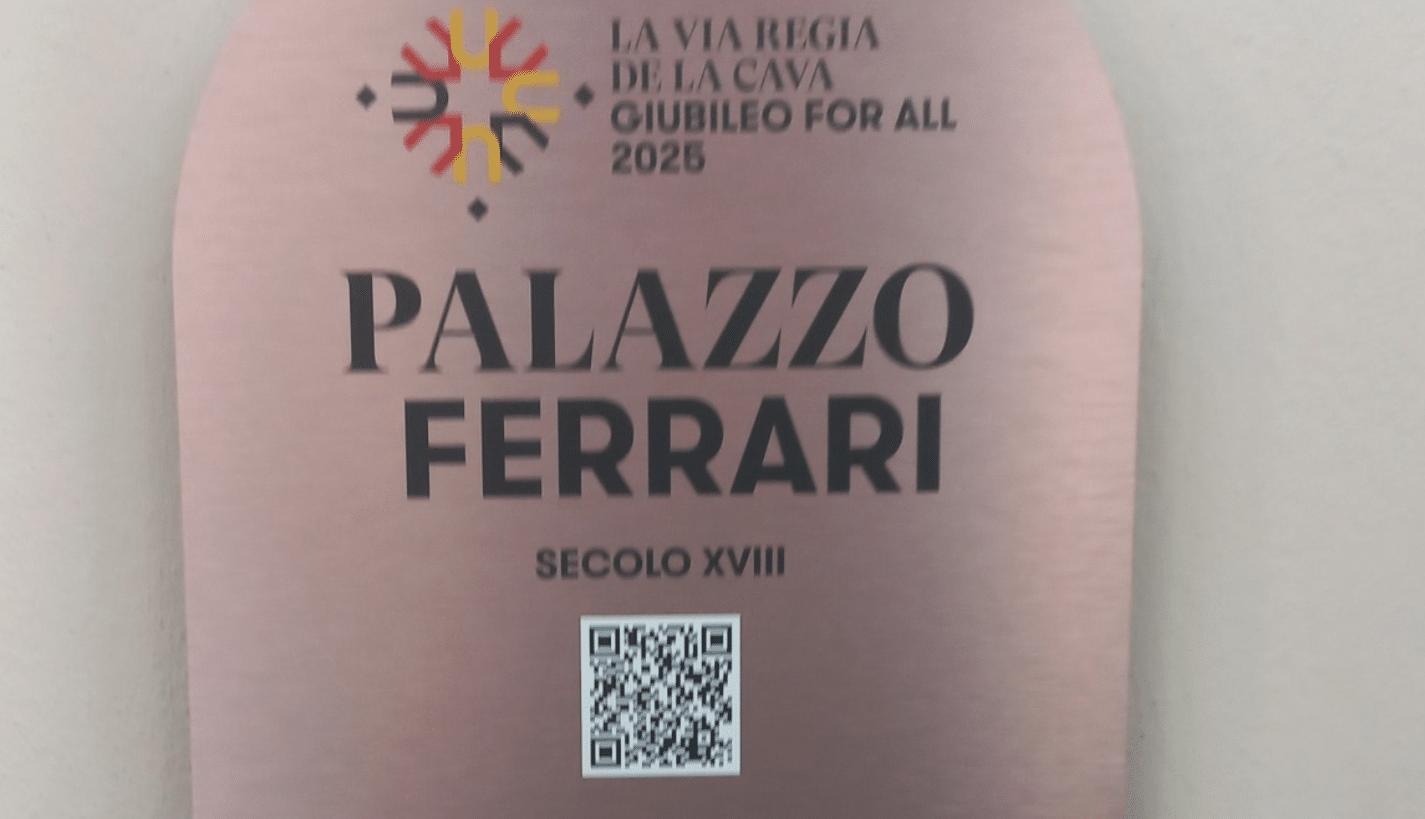 LA VIA REGIA
DE LA CAVA
GIUBILEO FOR ALL
2025
PALAZZO
FERRARI
SECOLO XVIII